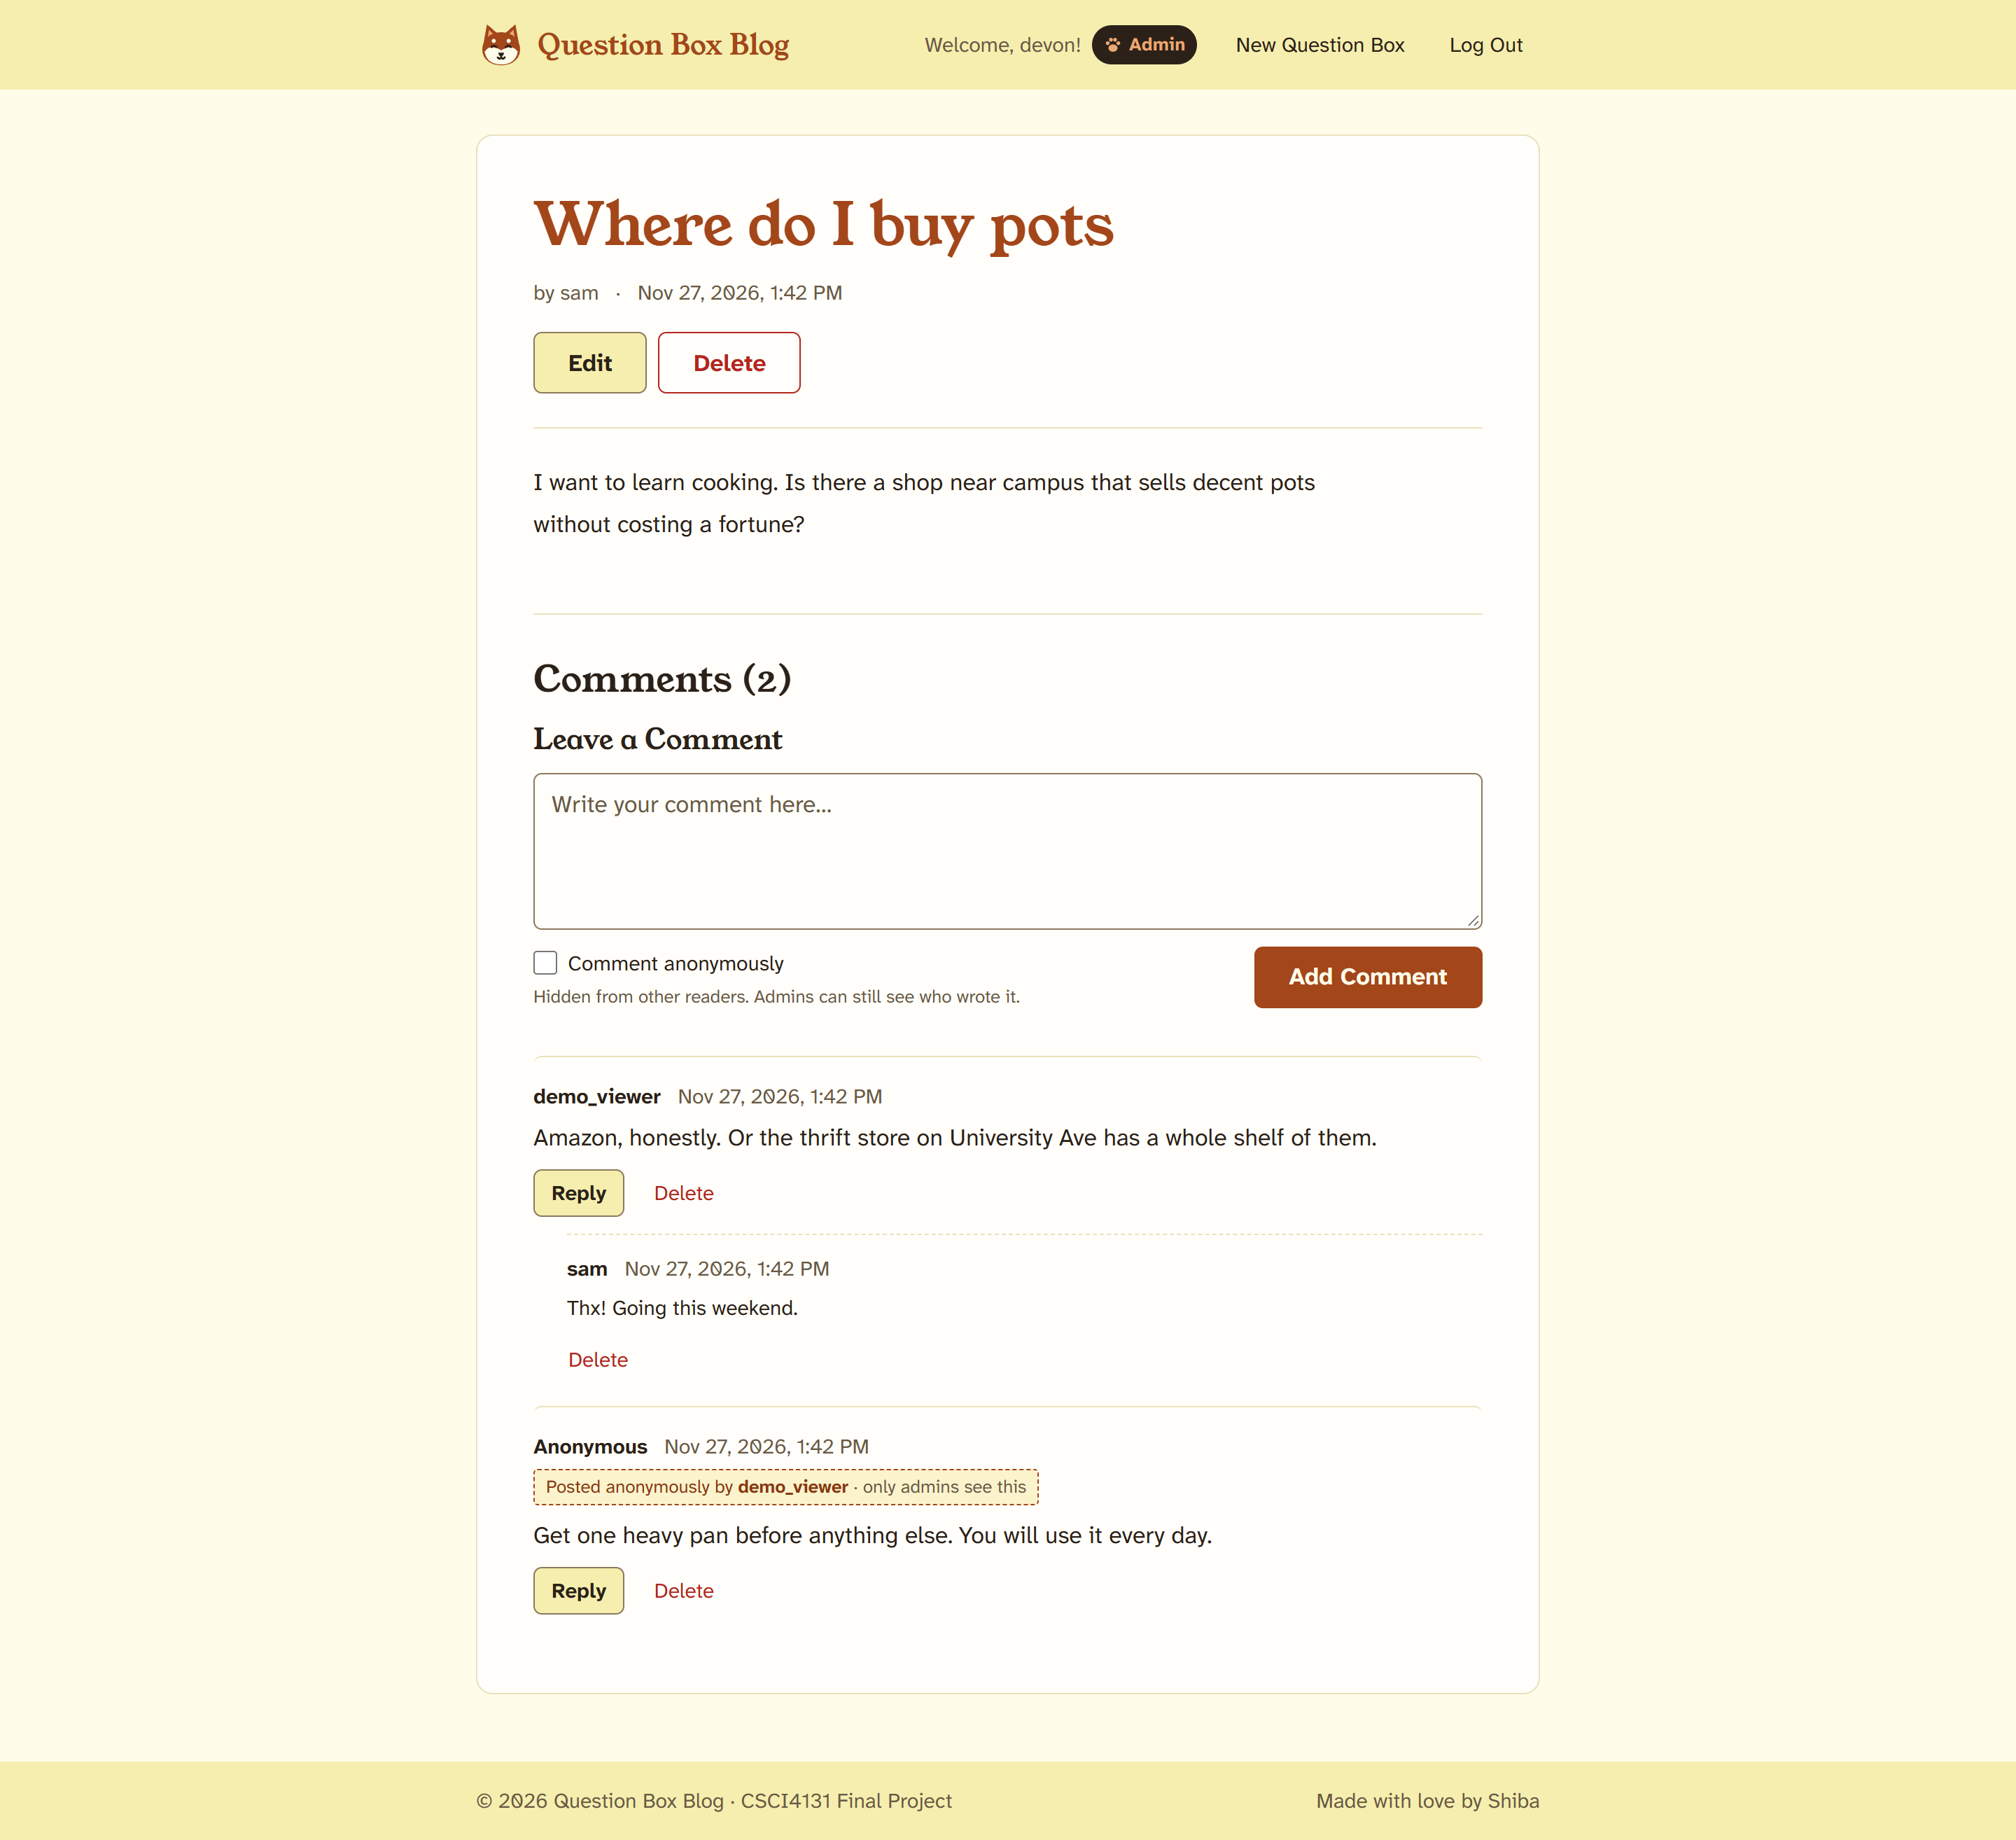 Question Box Blog
Welcome, devon!
Admin
New Question Box
Log Out
Where do I buy pots
by sam · Nov 27, 2026, 1:42 PM
Edit
Delete
I want to learn cooking. Is there a shop near campus that sells decent pots
without costing a fortune?
Comments (2)
Leave a Comment
Write your comment here...
Comment anonymously
Hidden from other readers. Admins can still see who wrote it.
Add Comment
demo_viewer Nov 27, 2026, 1:42 PM
Amazon, honestly. Or the thrift store on University Ave has a whole shelf of them.
Reply
Delete
sam Nov 27, 2026, 1:42 PM
Thx! Going this weekend.
Delete
Anonymous Nov 27, 2026, 1:42 PM
Posted anonymously by demo_viewer · only admins see this
Get one heavy pan before anything else. You will use it every day.
Reply
Delete
© 2026 Question Box Blog · CSCI4131 Final Project
Made with love by Shiba